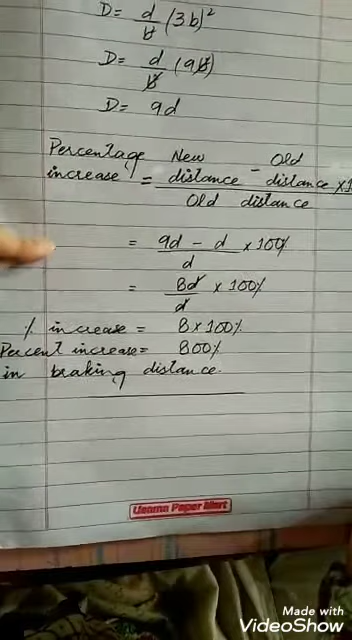 D = d/b (3b)²
D = d/b (9b)
D = 9d
Percentage increase = New distance - Old distance / Old distance × 1
= 9d - d / d × 100%
= 8d / d × 100%
% increase = 8 × 100%
Percent increase = 800%
in braking distance.
Usama Paper Mart
Made with
VideoShow